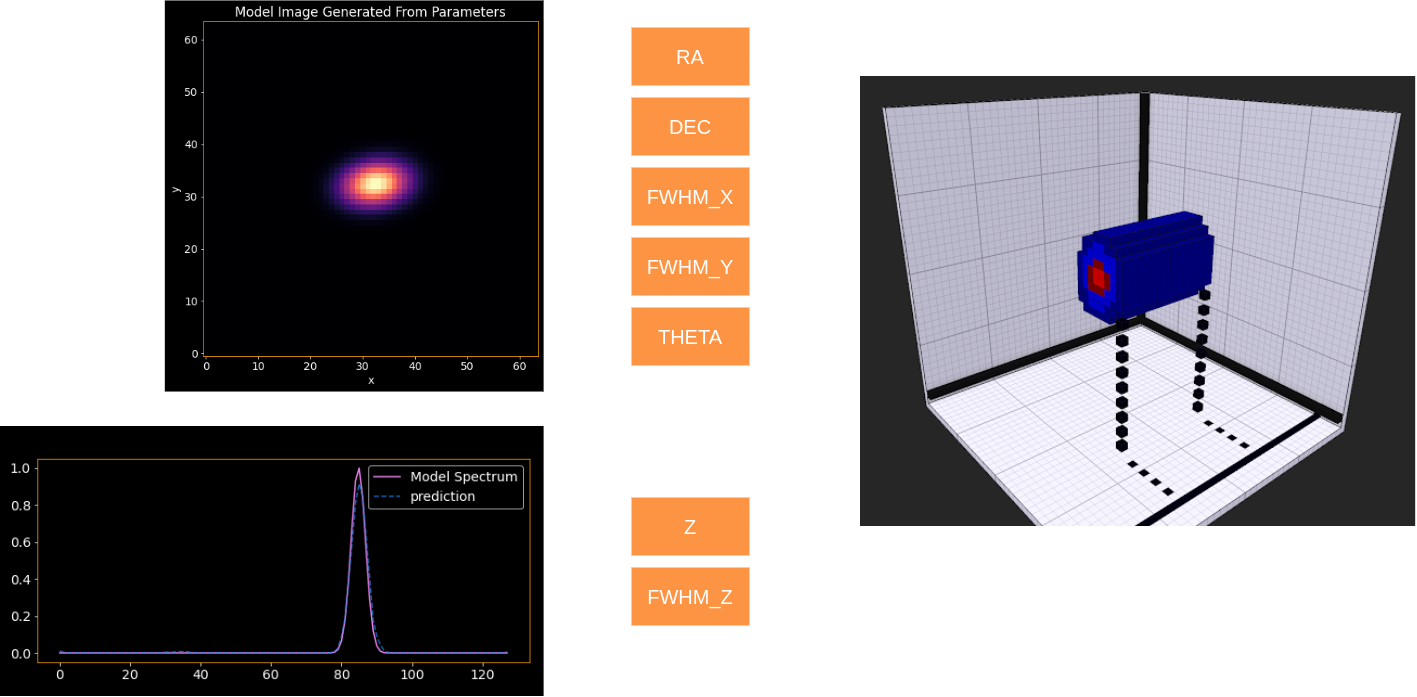 Model Image Generated From Parameters
60
50
40
30
20
10
0
y
0 10 20 30 40 50 60
x
RA
DEC
FWHM_X
FWHM_Y
THETA
1.0
0.8
0.6
0.4
0.2
0.0
Model Spectrum
prediction
0 20 40 60 80 100 120
Z
FWHM_Z